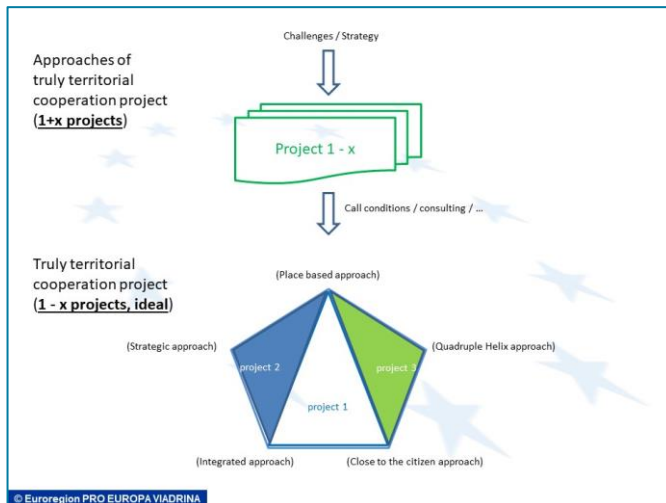 Challenges / Strategy
Approaches of
truly territorial
cooperation project
(1+x projects)
Project 1 - x
Call conditions / consulting / ...
Truly territorial
cooperation project
(1 - x projects, ideal)
(Place based approach)
(Strategic approach)
(Quadruple Helix approach)
project 2
project 3
project 1
(Integrated approach)
(Close to the citizen approach)
© Euroregion PRO EUROPA VIADRINA